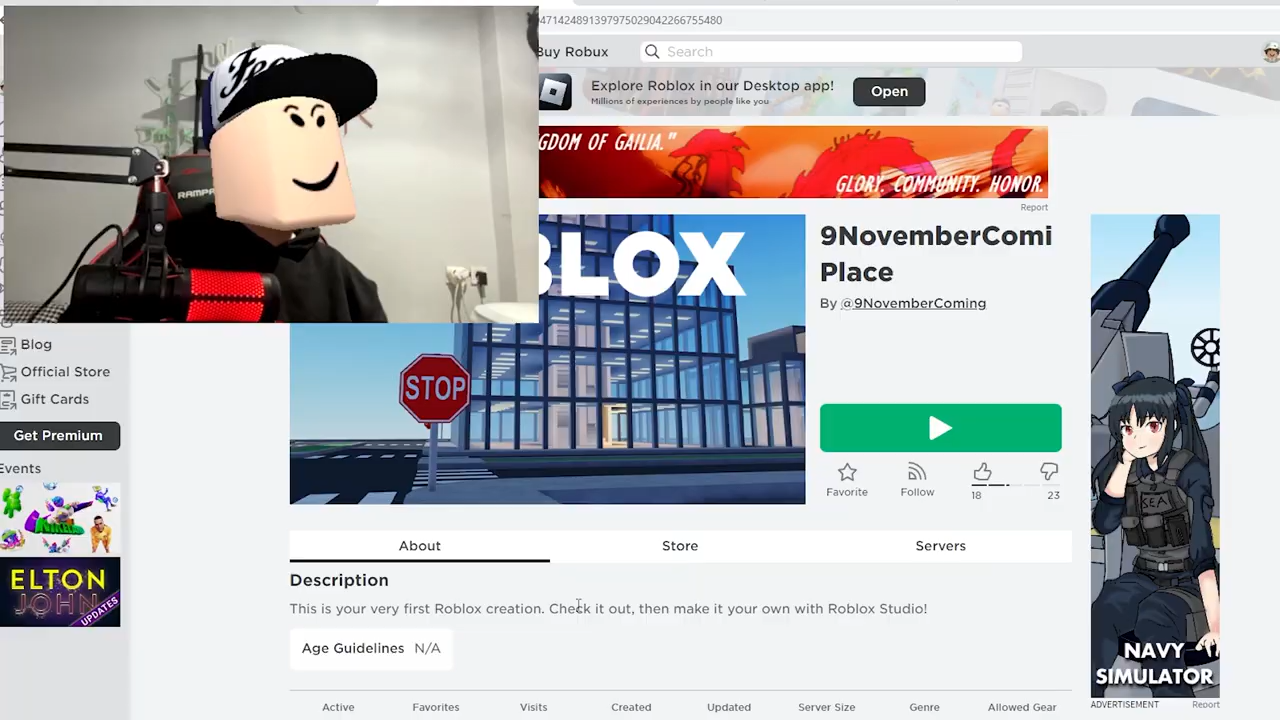 471424891397975029042266755480
Buy Robux
Search
Explore Roblox in our Desktop app!
Millions of experiences by people like you
Open
GDOM OF GAILIA."
GLORY. COMMUNITY. HONOR.
Report
RAMPA
BLOX
STOP
9NovemberComi
Place
By @9NovemberComing
Favorite
Follow
18
23
Blog
Official Store
Gift Cards
Get Premium
Events
ELTON
JOHN
UPDATES
About
Store
Servers
Description
This is your very first Roblox creation. Check it out, then make it your own with Roblox Studio!
Age Guidelines N/A
Active
Favorites
Visits
Created
Updated
Server Size
Genre
Allowed Gear
SEA
NAVY
SIMULATOR
ADVERTISEMENT
Report